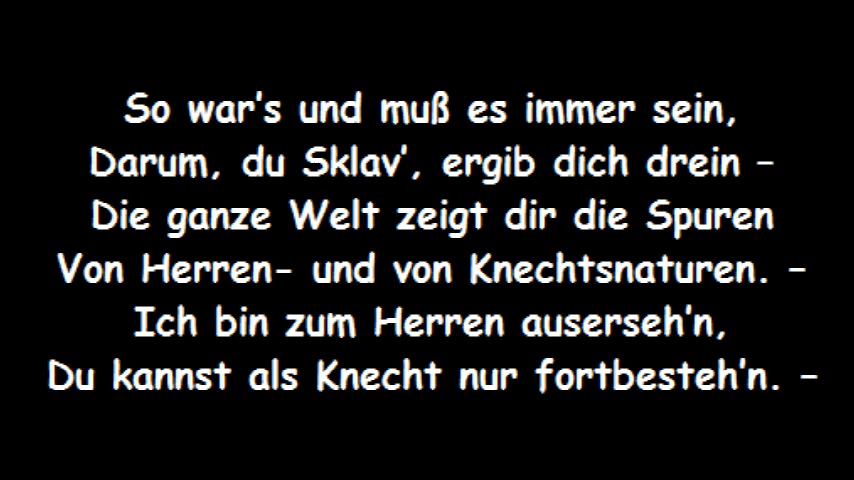 So war's und muß es immer sein,
Darum, du Sklav', ergib dich drein –
Die ganze Welt zeigt dir die Spuren
Von Herren- und von Knechtsnaturen. –
Ich bin zum Herren auserseh'n,
Du kannst als Knecht nur fortbesteh'n. –